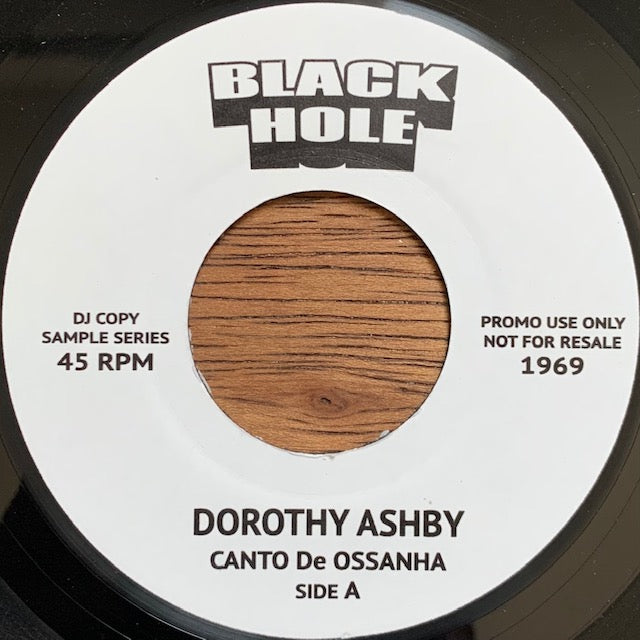 BLACK
HOLE
DJ COPY
SAMPLE SERIES
45 RPM
PROMO USE ONLY
NOT FOR RESALE
1969
DOROTHY ASHBY
CANTO De OSSANHA
SIDE A